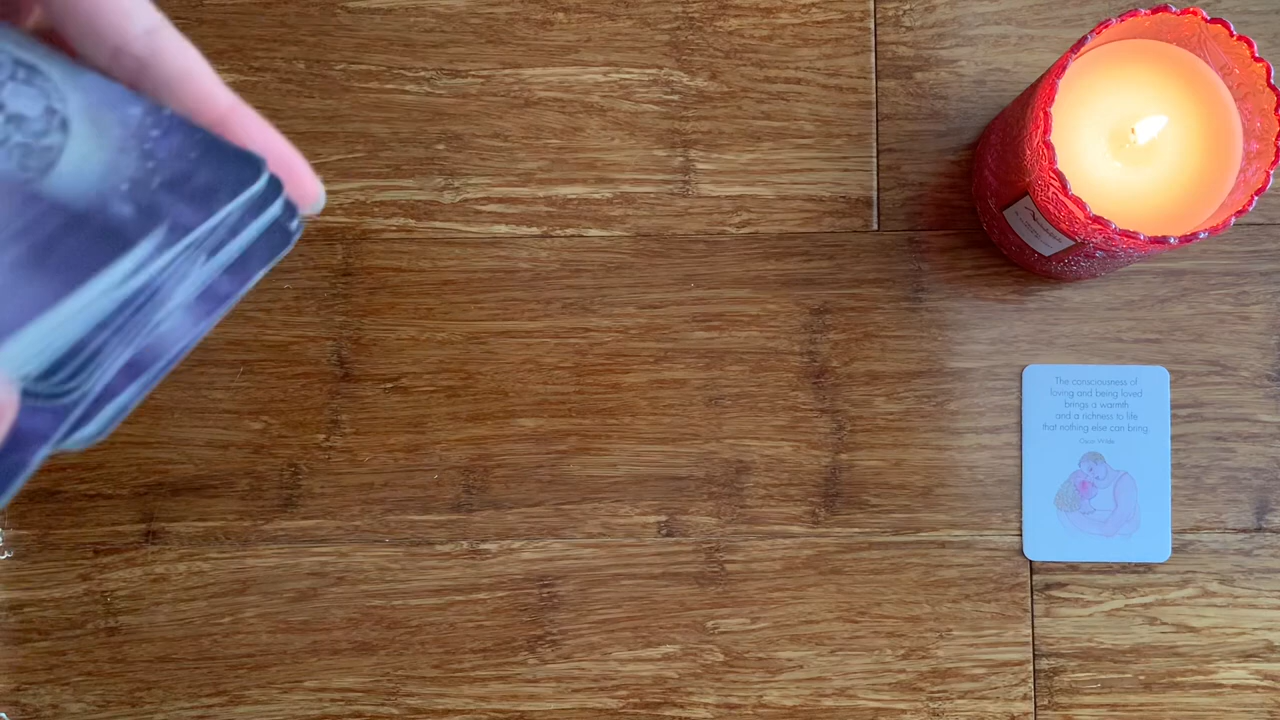 The consciousness of
loving and being loved
brings a warmth
and a richness to life
that nothing else can bring.
Oscar Wilde